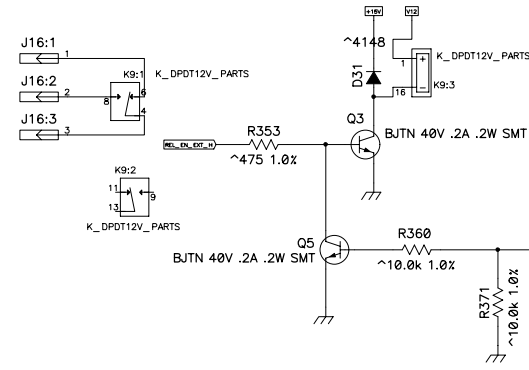 +16V
V12
J16:1
1
^4148
K_DPDT12V_PARTS
K9:1
D31
1
+
K_DPDT12V_PARTS
J16:2
2
8
6
-
16
K9:3
4
J16:3
3
Q3
BJTN 40V .2A .2W SMT
REL_EN_EXT_H
R353
^475 1.0%
K9:2
11
9
13
K_DPDT12V_PARTS
Q5
BJTN 40V .2A .2W SMT
R360
^10.0k 1.0%
R371
^10.0k 1.0%